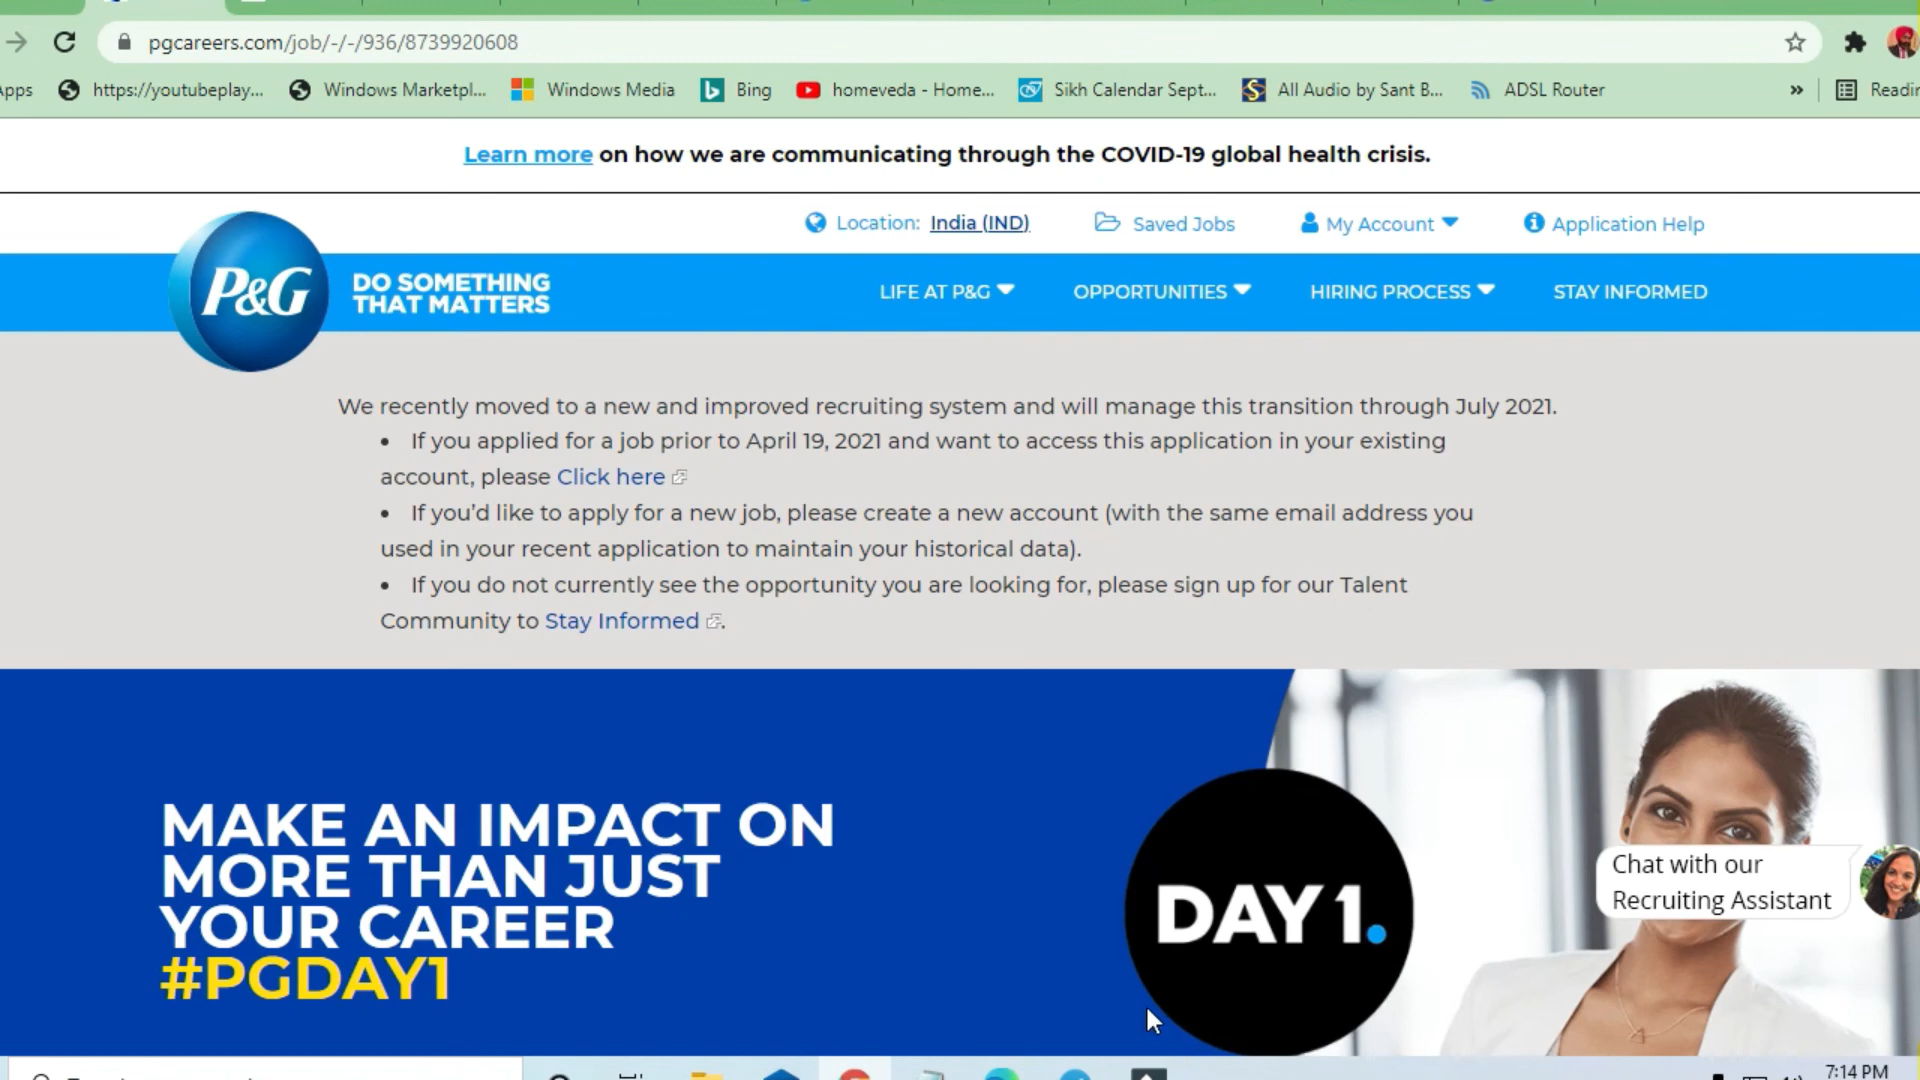 pgcareers.com/job/-/-/936/8739920608
Apps https://youtubeplay... Windows Marketpl... Windows Media Bing homeveda - Home... Sikh Calendar Sept... All Audio by Sant B... ADSL Router »
Learn more on how we are communicating through the COVID-19 global health crisis.
Location: India (IND) Saved Jobs My Account Application Help
P&G DO SOMETHING
THAT MATTERS
LIFE AT P&G OPPORTUNITIES HIRING PROCESS STAY INFORMED
We recently moved to a new and improved recruiting system and will manage this transition through July 2021.
• If you applied for a job prior to April 19, 2021 and want to access this application in your existing
account, please Click here
• If you’d like to apply for a new job, please create a new account (with the same email address you
used in your recent application to maintain your historical data).
• If you do not currently see the opportunity you are looking for, please sign up for our Talent
Community to Stay Informed .
MAKE AN IMPACT ON
MORE THAN JUST
YOUR CAREER
#PGDAY1
DAY 1.
Chat with our
Recruiting Assistant
7:14 PM